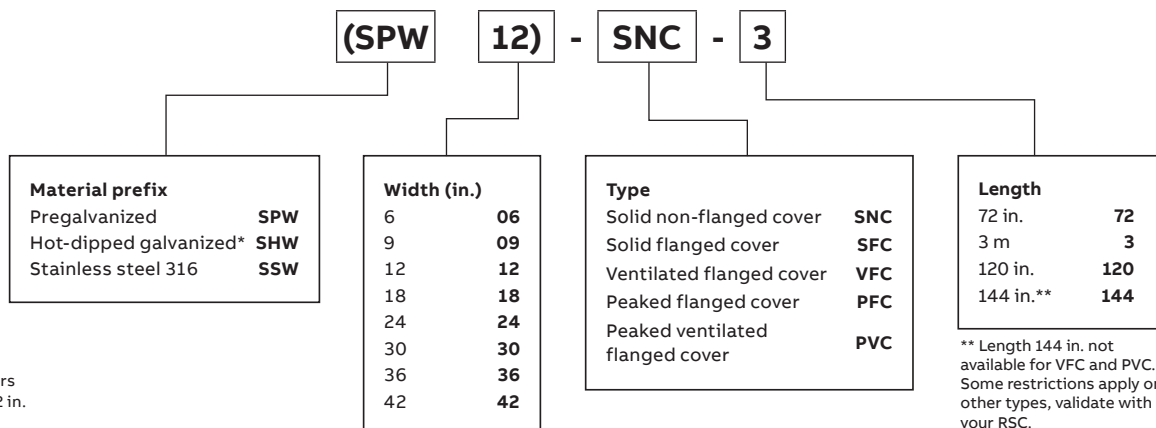 (SPW 12) - SNC - 3
Material prefix
Pregalvanized SPW
Hot-dipped galvanized* SHW
Stainless steel 316 SSW
Width (in.)
6 06
9 09
12 12
18 18
24 24
30 30
36 36
42 42
Type
Solid non-flanged cover SNC
Solid flanged cover SFC
Ventilated flanged cover VFC
Peaked flanged cover PFC
Peaked ventilated
flanged cover PVC
Length
72 in. 72
3 m 3
120 in. 120
144 in.** 144
** Length 144 in. not
available for VFC and PVC.
Some restrictions apply on
other types, validate with
your RSC.
rs
in.